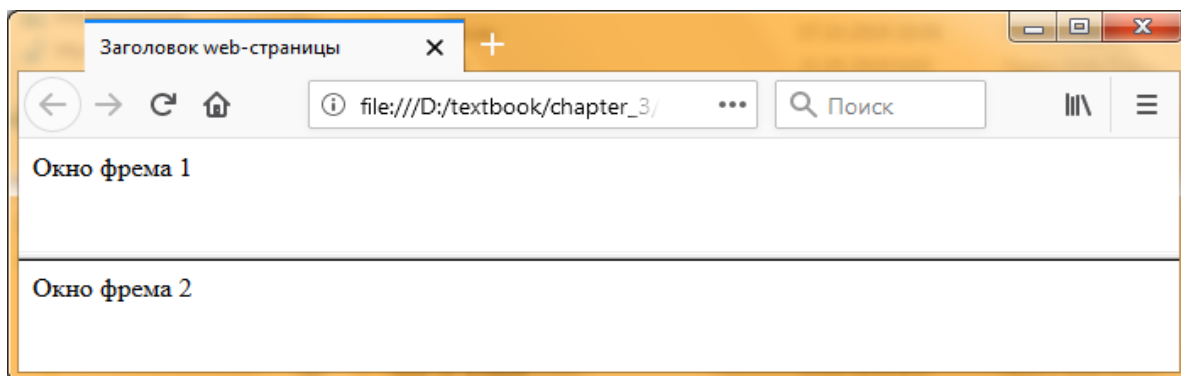 Заголовок web-страницы
file:///D:/textbook/chapter_3/
Поиск
Окно фрема 1
Окно фрема 2